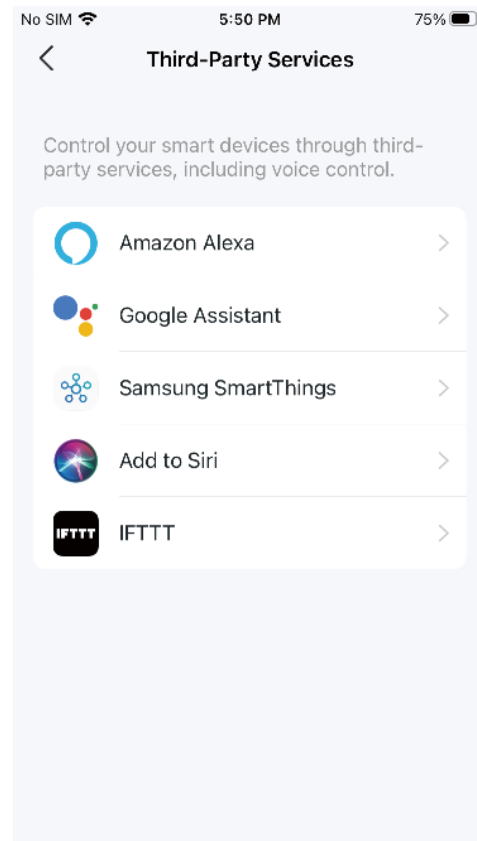 No SIM 5:50 PM 75%
Third-Party Services
Control your smart devices through third-
party services, including voice control.
Amazon Alexa
Google Assistant
Samsung SmartThings
Add to Siri
IFTTT IFTTT